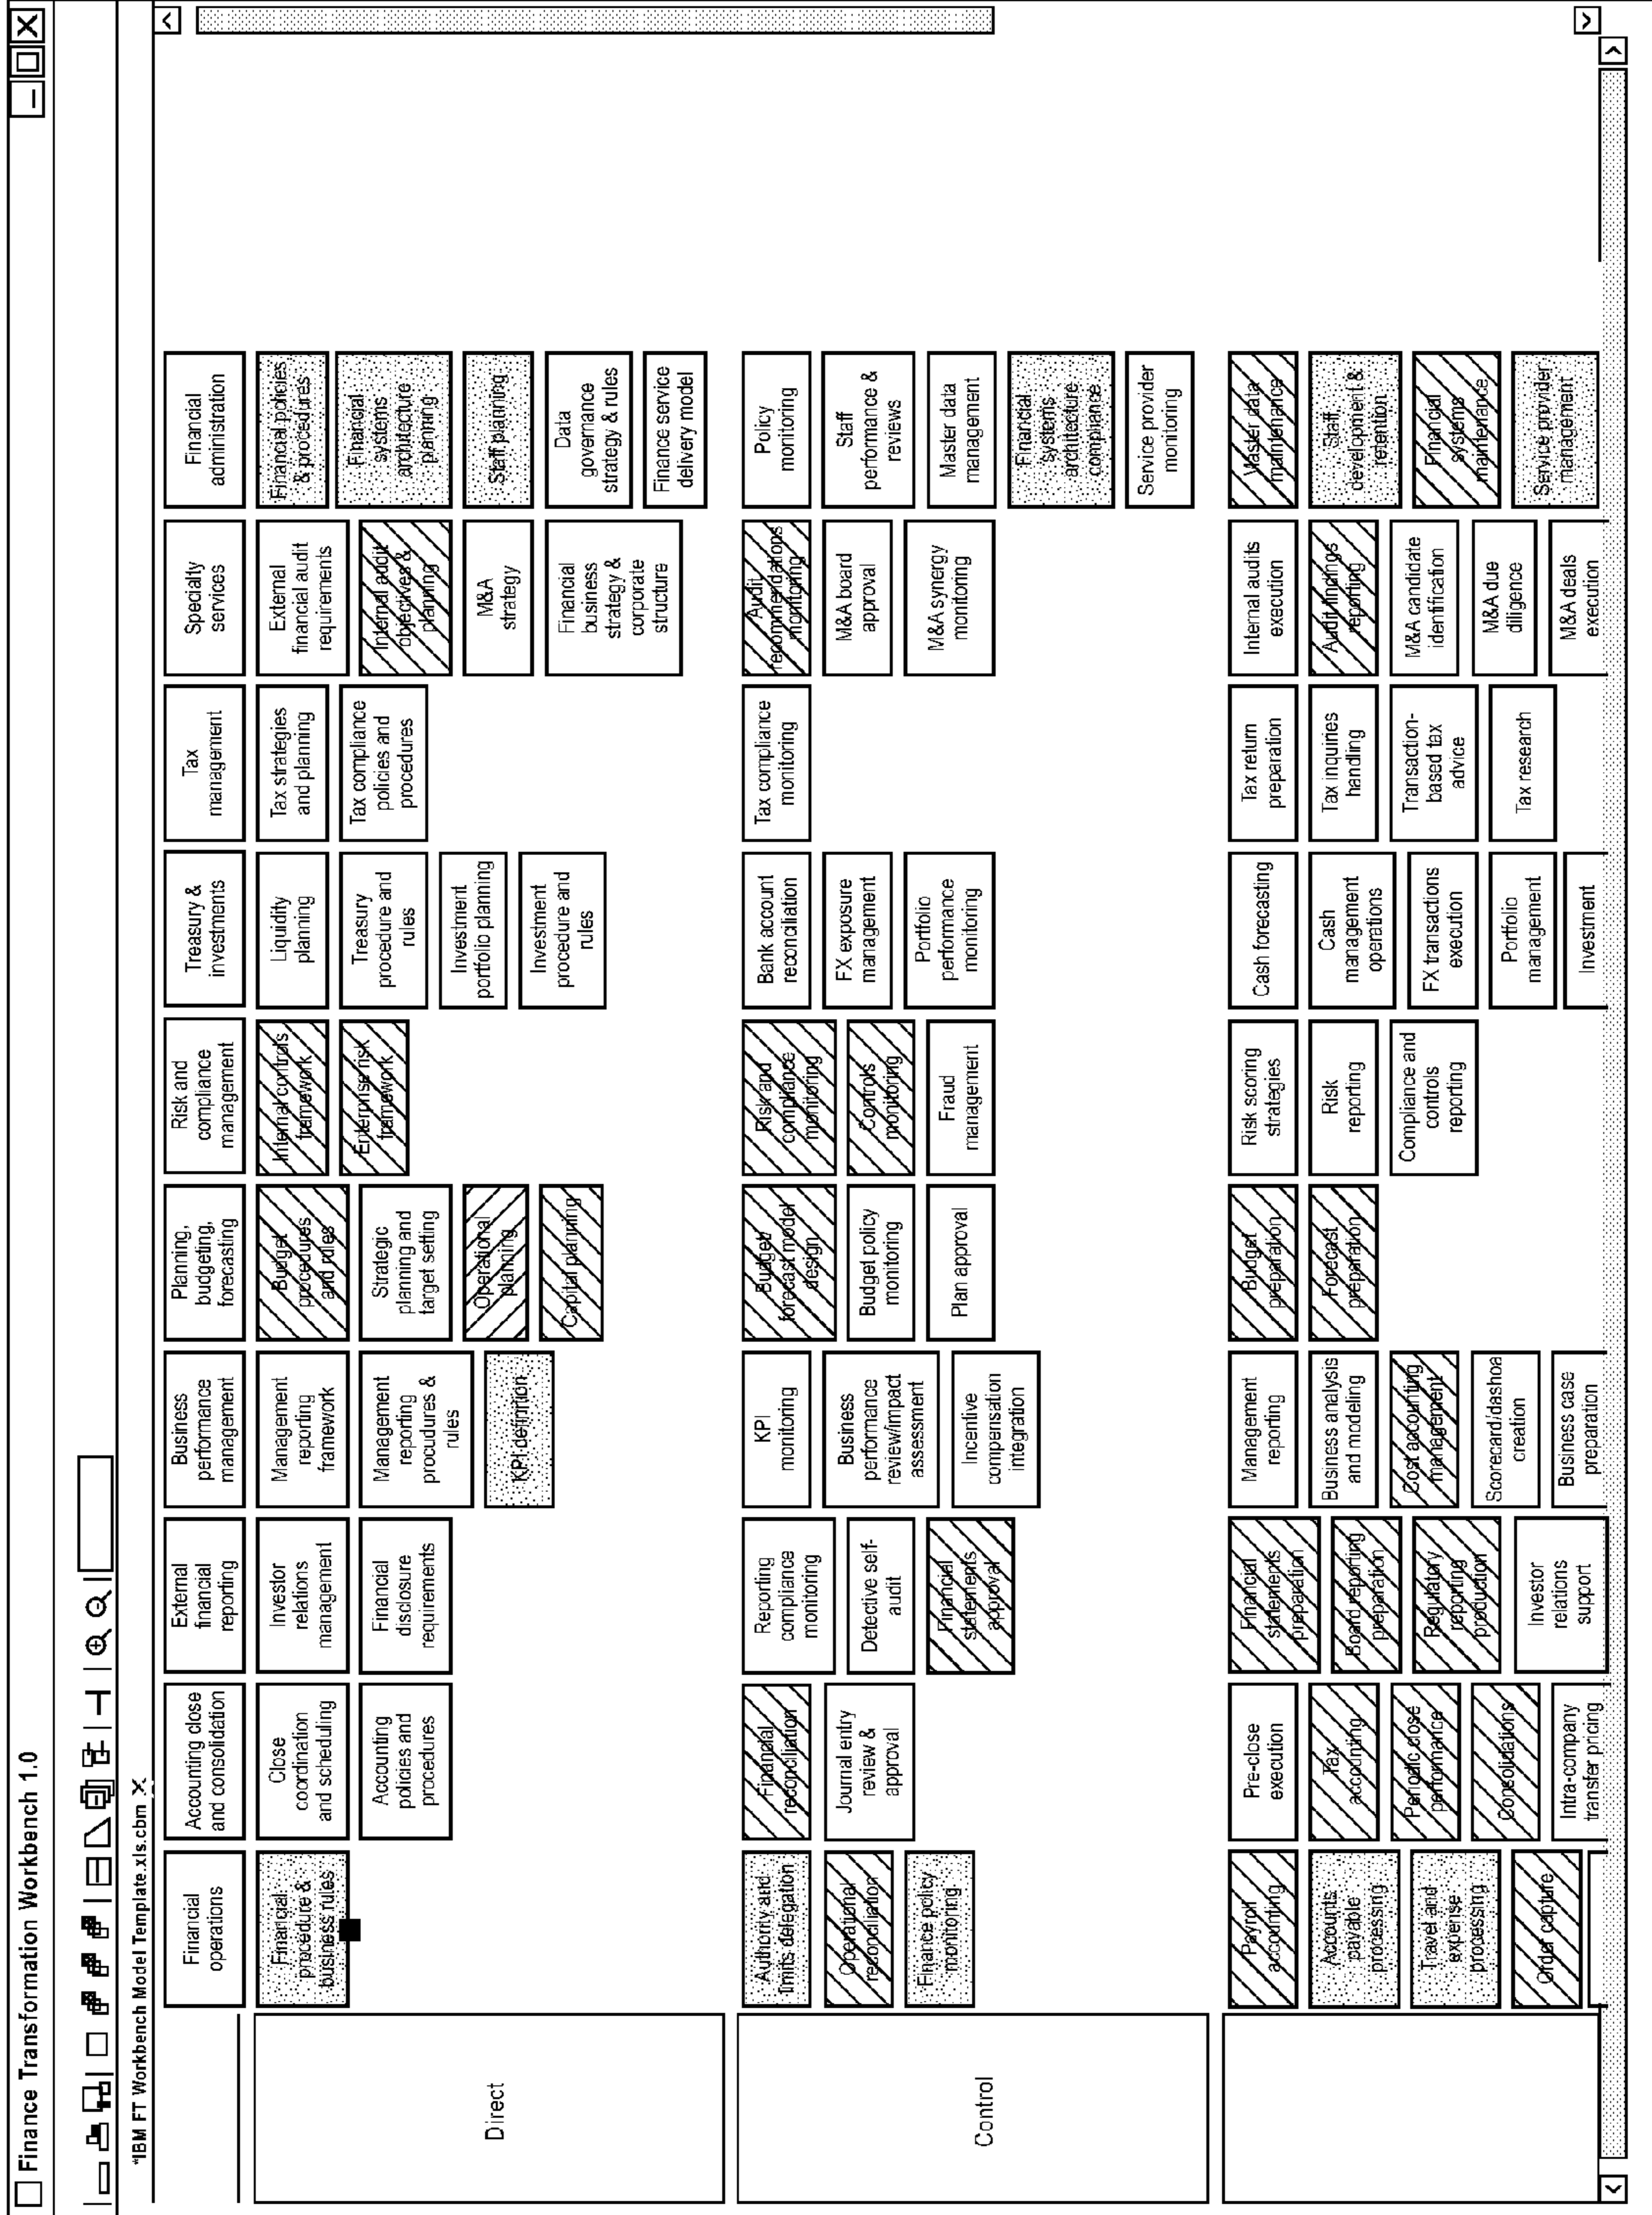 Finance Transformation Workbench 1.0
*IBM FT Workbench Model Template.xls.cbm
Financial
operations
Accounting close
and consolidation
External
financial
reporting
Business
performance
management
Planning,
budgeting,
forecasting
Risk and
compliance
management
Treasury &
investments
Tax
management
Specialty
services
Financial
administration
Direct
Financial
procedure &
business rules
Close
coordination
and scheduling
Accounting
policies and
procedures
Investor
relations
management
Financial
disclosure
requirements
Management
reporting
framework
Management
reporting
procudures &
rules
KPI definition
Budget
procedures
and rules
Strategic
planning and
target setting
Operational
planning
Capital planning
Internal controls
framework
Enterprise risk
framework
Liquidity
planning
Treasury
procedure and
rules
Investment
portfolio planning
Investment
procedure and
rules
Tax strategies
and planning
Tax compliance
policies and
procedures
External
financial audit
requirements
Internal audit
objectives &
planning
M&A
strategy
Financial
business
strategy &
corporate
structure
Financial policies
& procedures
Financial
systems
architecture
planning
Staff planning
Data
governance
strategy & rules
Finance service
delivery model
Control
Authority and
limits delegation
Operational
reconciliation
Finance policy
monitoring
Financial
reconciliation
Journal entry
review &
approval
Reporting
compliance
monitoring
Detective self-
audit
Financial
statements
approval
KPI
monitoring
Business
performance
review/impact
assessment
Incentive
compensation
integration
Budget/
forecast model
design
Budget policy
monitoring
Plan approval
Risk and
compliance
monitoring
Controls
monitoring
Fraud
management
Bank account
reconciliation
FX exposure
management
Portfolio
performance
monitoring
Tax compliance
monitoring
Audit
recommendations
monitoring
M&A board
approval
M&A synergy
monitoring
Policy
monitoring
Staff
performance &
reviews
Master data
management
Financial
systems
architecture
compliance
Service provider
monitoring
Payroll
accounting
Accounts
payable
processing
Travel and
expense
processing
Order capture
Pre-close
execution
Tax
accounting
Periodic close
performance
Consolidations
Intra-company
transfer pricing
Financial
statements
preparation
Board reporting
preparation
Regulatory
reporting
production
Investor
relations
support
Management
reporting
Business analysis
and modeling
Cost accounting
management
Scorecard/dashboa
creation
Business case
preparation
Budget
preparation
Forecast
preparation
Risk scoring
strategies
Risk
reporting
Compliance and
controls
reporting
Cash forecasting
Cash
management
operations
FX transactions
execution
Portfolio
management
Investment
Tax return
preparation
Tax inquiries
handling
Transaction-
based tax
advice
Tax research
Internal audits
execution
Audit findings
reporting
M&A candidate
identification
M&A due
diligence
M&A deals
execution
Master data
maintenance
Staff
development &
retention
Financial
systems
maintenance
Service provider
management